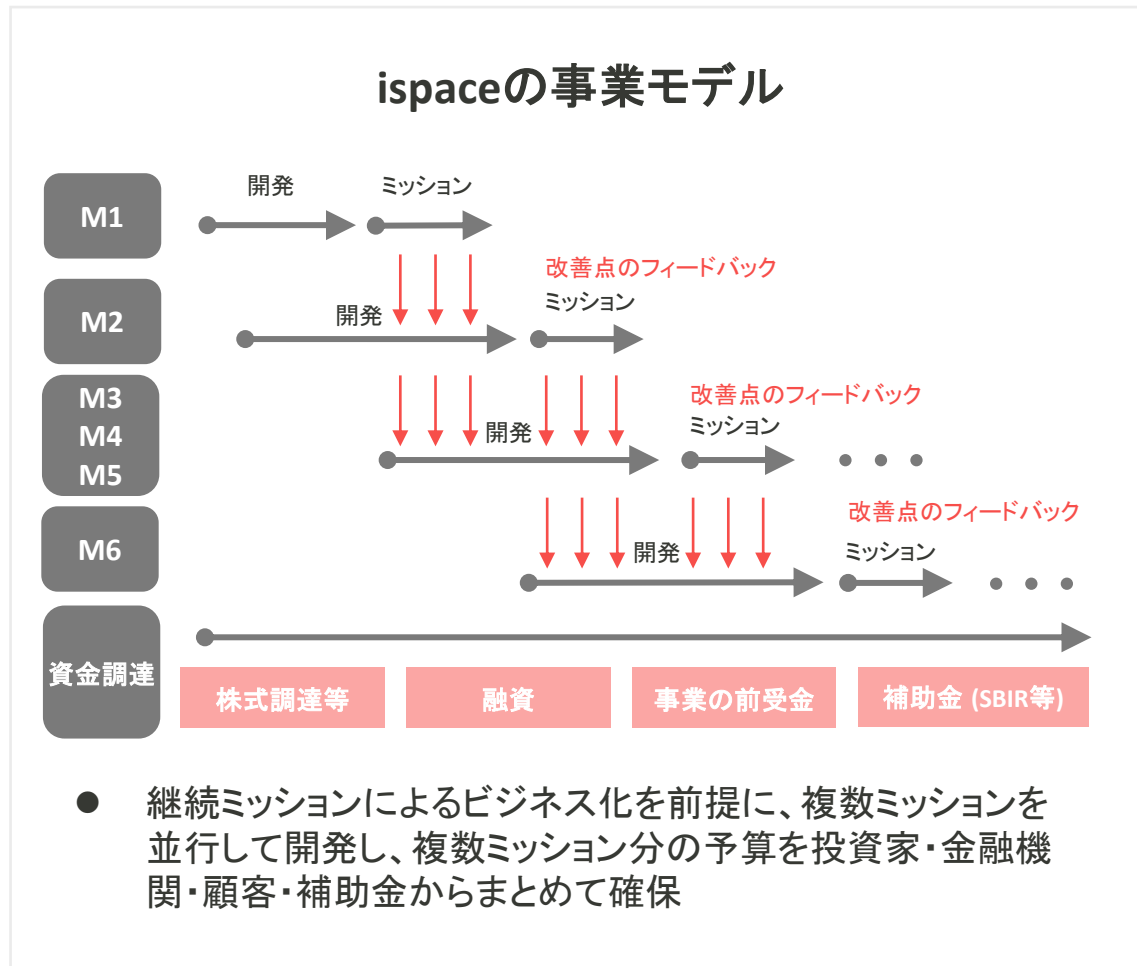 ispaceの事業モデル
M1
開発
ミッション
改善点のフィードバック
M2
開発
ミッション
改善点のフィードバック
M3
M4
M5
開発
ミッション
改善点のフィードバック
M6
開発
ミッション
資金調達
株式調達等
融資
事業の前受金
補助金 (SBIR等)
● 継続ミッションによるビジネス化を前提に、複数ミッションを
並行して開発し、複数ミッション分の予算を投資家・金融機
関・顧客・補助金からまとめて確保